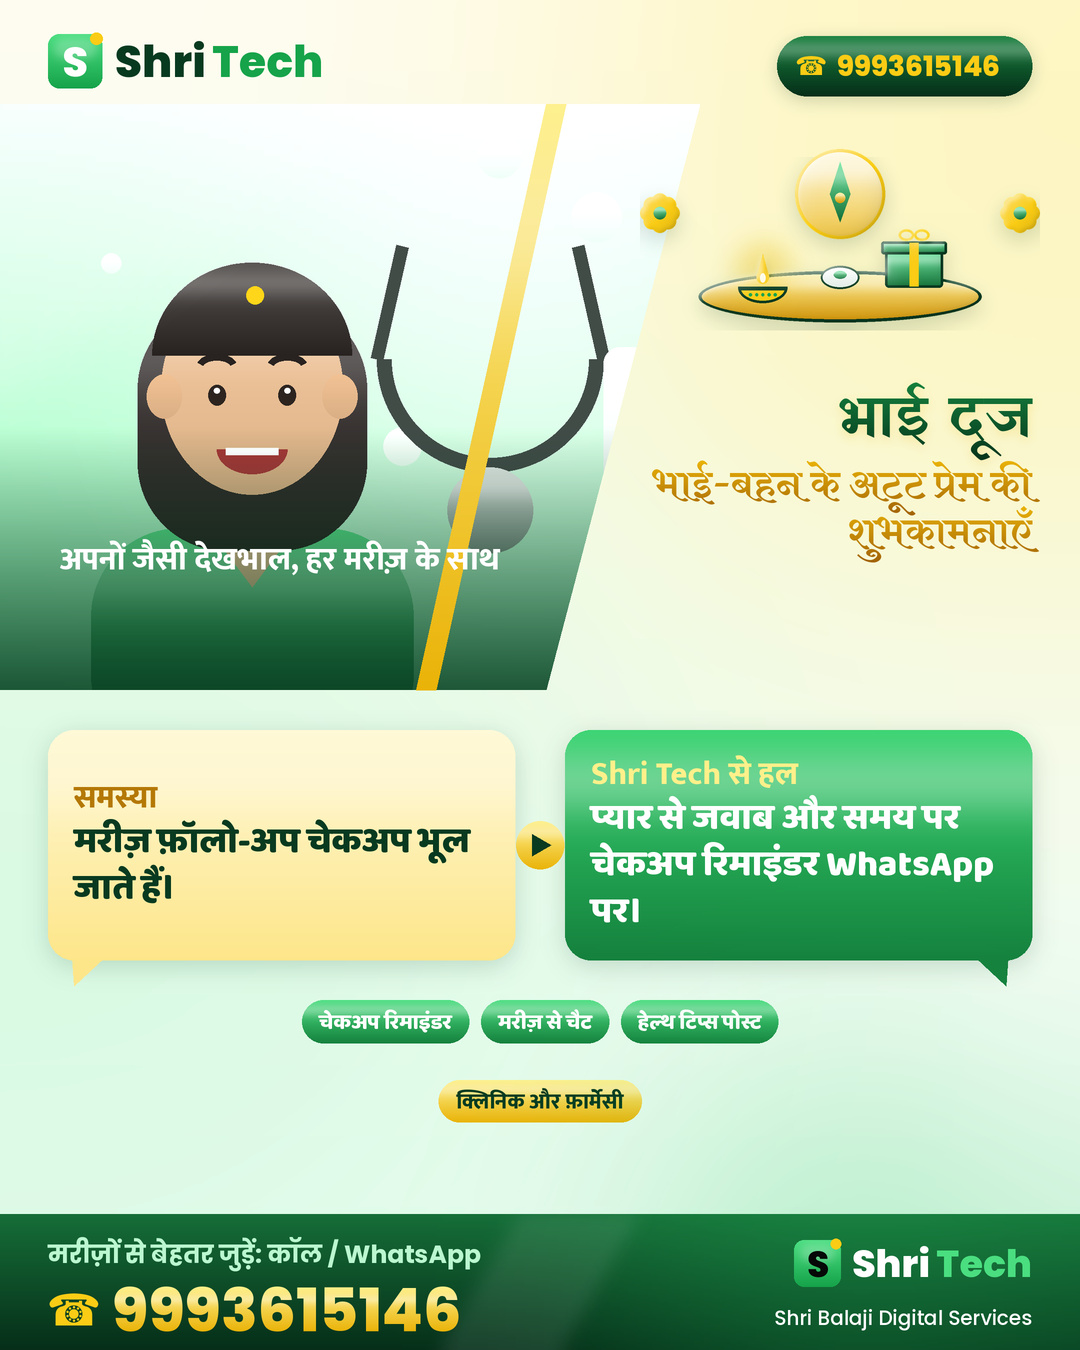 S Shri Tech
☎ 9993615146
भाई दूज
भाई-बहन के अटूट प्रेम की
शुभकामनाएँ
अपनों जैसी देखभाल, हर मरीज़ के साथ
समस्या
मरीज़ फ़ॉलो-अप चेकअप भूल
जाते हैं।
Shri Tech से हल
प्यार से जवाब और समय पर
चेकअप रिमाइंडर WhatsApp
पर।
चेकअप रिमाइंडर
मरीज़ से चैट
हेल्थ टिप्स पोस्ट
क्लिनिक और फ़ार्मेसी
मरीज़ों से बेहतर जुड़ें: कॉल / WhatsApp
☎ 9993615146
S Shri Tech
Shri Balaji Digital Services